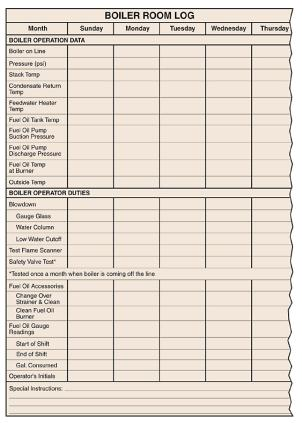 BOILER ROOM LOG
Month Sunday Monday Tuesday Wednesday Thursday
BOILER OPERATION DATA
Boiler on Line
Pressure (psi)
Stack Temp
Condensate Return
Temp
Feedwater Heater
Temp
Fuel Oil Tank Temp
Fuel Oil Pump
Suction Pressure
Fuel Oil Pump
Discharge Pressure
Fuel Oil Temp
at Burner
Outside Temp
BOILER OPERATOR DUTIES
Blowdown
Gauge Glass
Water Column
Low Water Cutoff
Test Flame Scanner
Safety Valve Test*
*Tested once a month when boiler is coming off the line
Fuel Oil Accessories
Change Over
Strainer & Clean
Clean Fuel Oil
Burner
Fuel Oil Gauge
Readings
Start of Shift
End of Shift
Gal. Consumed
Operator's Initials
Special Instructions: